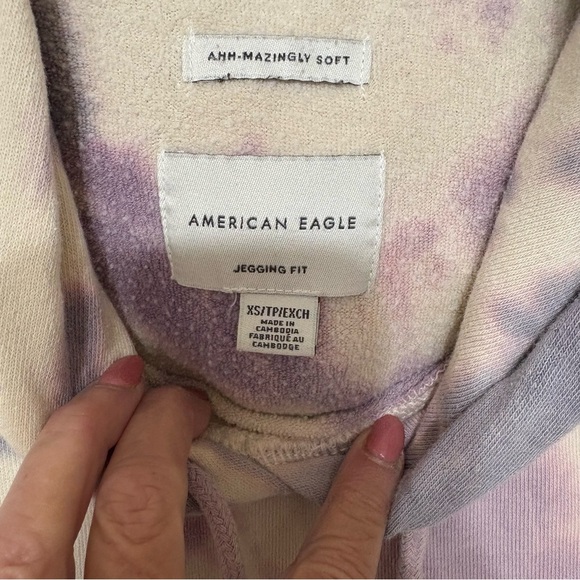 AHH-MAZINGLY SOFT
AMERICAN EAGLE
JEGGING FIT
XS/TP/EXCH
MADE IN
CAMBODIA
FABRIQUÉ AU
CAMBODGE